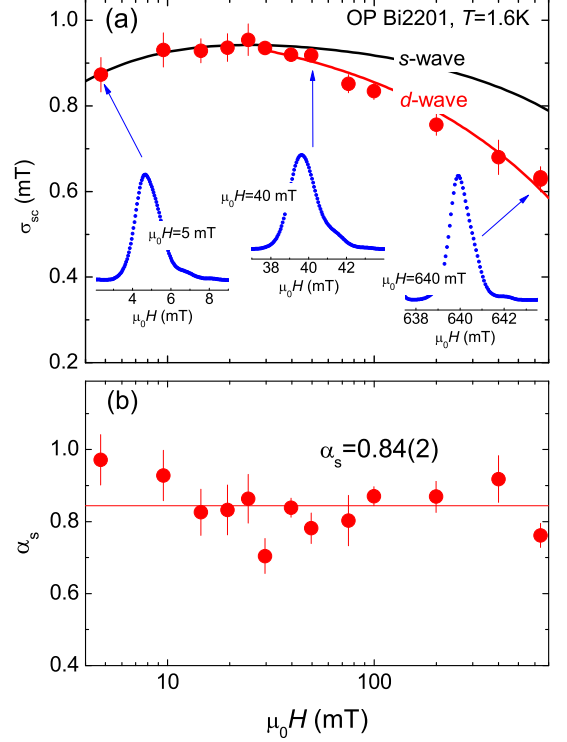 (a)
OP Bi2201, T=1.6K
1.0
0.8
0.6
0.4
0.2
σsc (mT)
s-wave
d-wave
μ0H=5 mT
2 4 6 8
μ0H (mT)
μ0H=40 mT
38 40 42
μ0H (mT)
μ0H=640 mT
638 640 642
μ0H (mT)
(b)
αs=0.84(2)
1.0
0.8
0.6
0.4
αs
10 100
μ0H (mT)